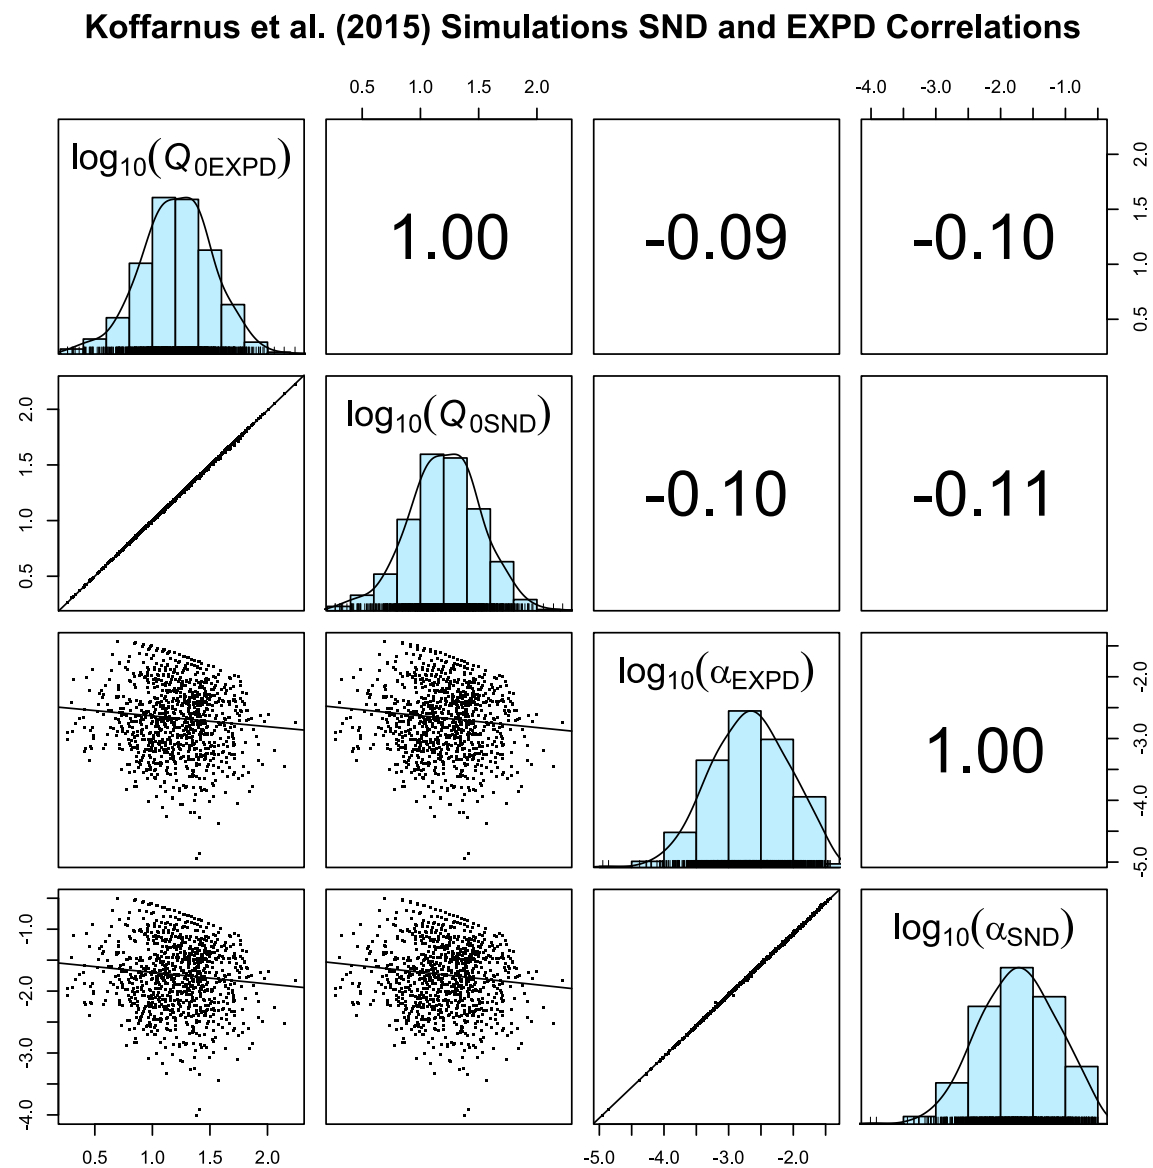 Koffarnus et al. (2015) Simulations SND and EXPD Correlations
0.5 1.0 1.5 2.0
-4.0 -3.0 -2.0 -1.0
log₁₀(Q₀EXPD)
1.00
-0.09
-0.10
2.0
1.5
1.0
0.5
2.0
1.5
1.0
0.5
log₁₀(Q₀SND)
-0.10
-0.11
log₁₀(αEXPD)
1.00
-2.0
-3.0
-4.0
-5.0
-1.0
-2.0
-3.0
-4.0
log₁₀(αSND)
0.5 1.0 1.5 2.0
-5.0 -4.0 -3.0 -2.0